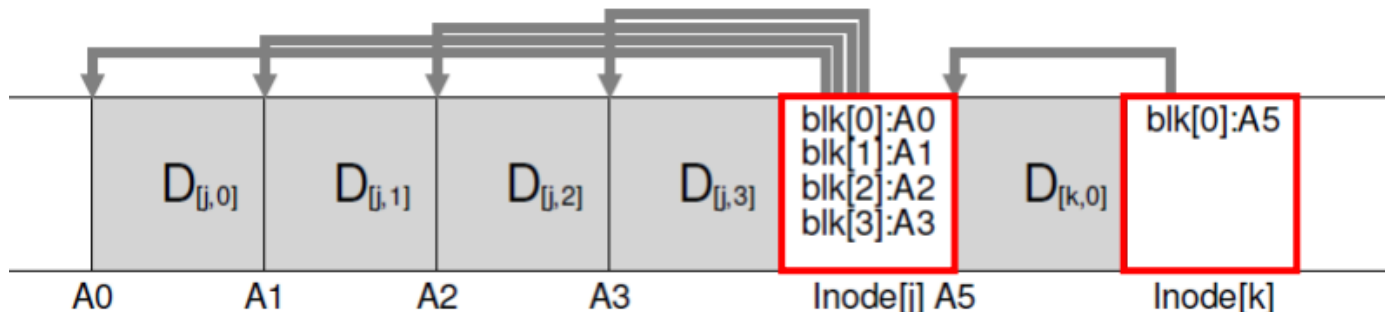 blk[0]:A0
blk[1]:A1
blk[2]:A2
blk[3]:A3
blk[0]:A5
D[j,0]
D[j,1]
D[j,2]
D[j,3]
D[k,0]
A0 A1 A2 A3 Inode[j] A5 Inode[k]